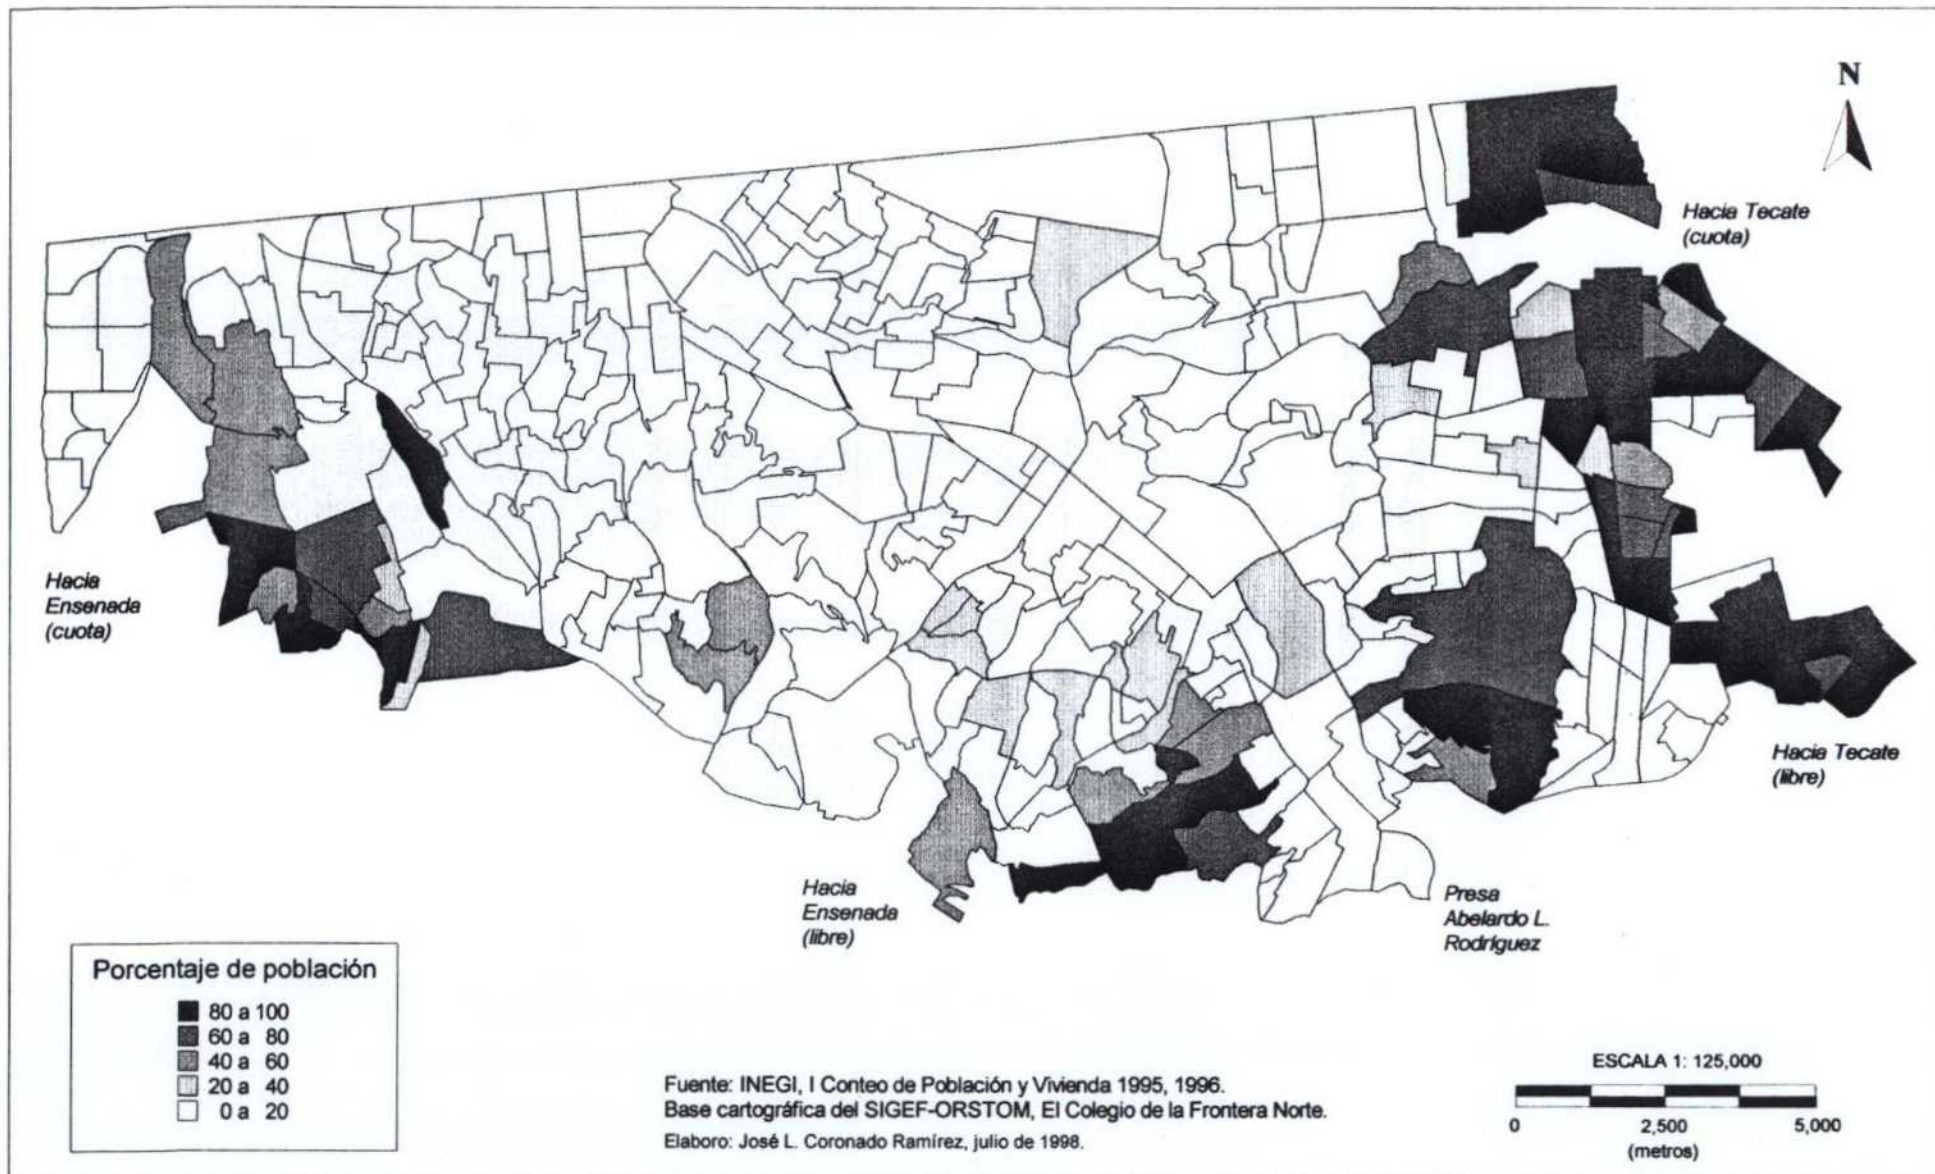 N
Hacia Tecate
(cuota)
Hacia
Ensenada
(cuota)
Hacia Tecate
(libre)
Hacia
Ensenada
(libre)
Presa
Abelardo L.
Rodríguez
Porcentaje de población
80 a 100
60 a 80
40 a 60
20 a 40
0 a 20
Fuente: INEGI, I Conteo de Población y Vivienda 1995, 1996.
Base cartográfica del SIGEF-ORSTOM, El Colegio de la Frontera Norte.
Elaboro: José L. Coronado Ramírez, julio de 1998.
ESCALA 1: 125,000
0 2,500 5,000
(metros)